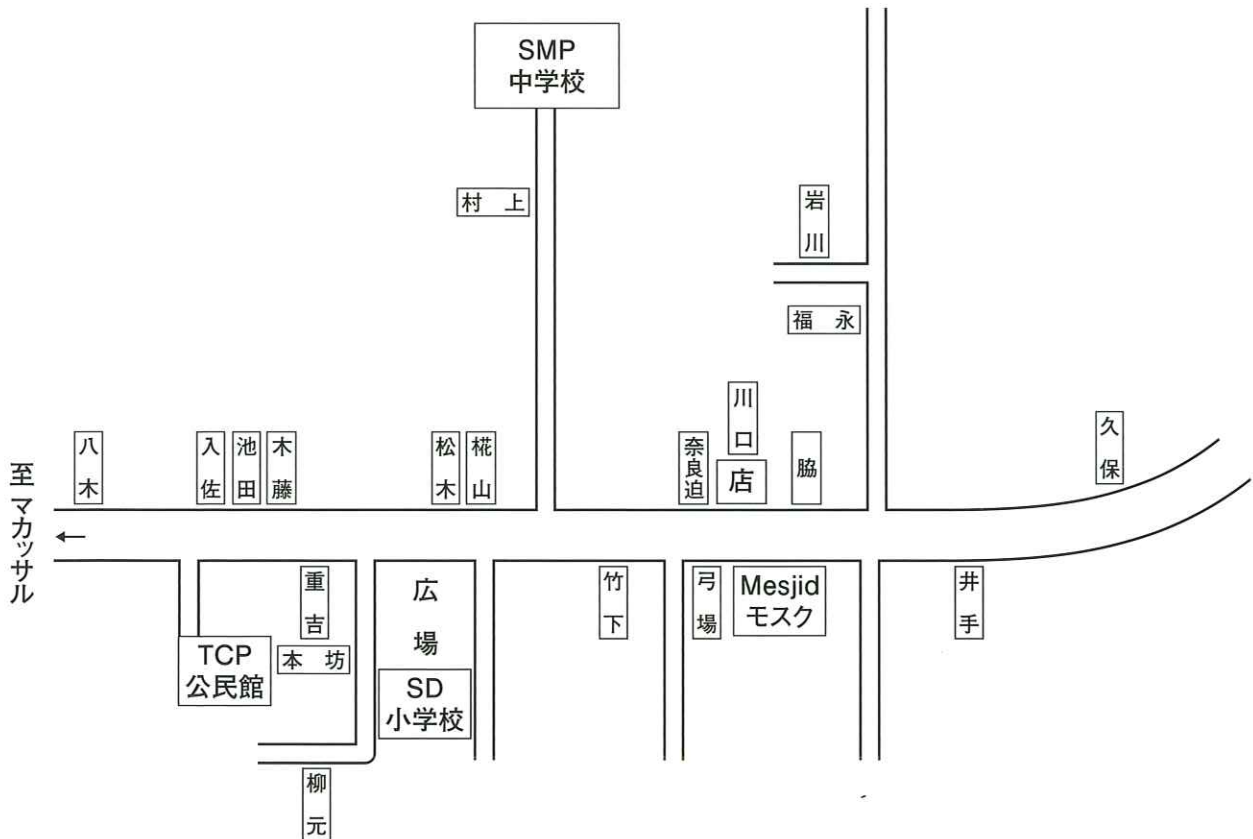 SMP
中学校
村上
岩川
福永
川口
久保
八木
入佐
池田
木藤
松木
椛山
奈良迫
店
脇
至 マカッサル
←
重吉
広場
竹下
弓場
Mesjid
モスク
井手
TCP
公民館
本坊
SD
小学校
柳元